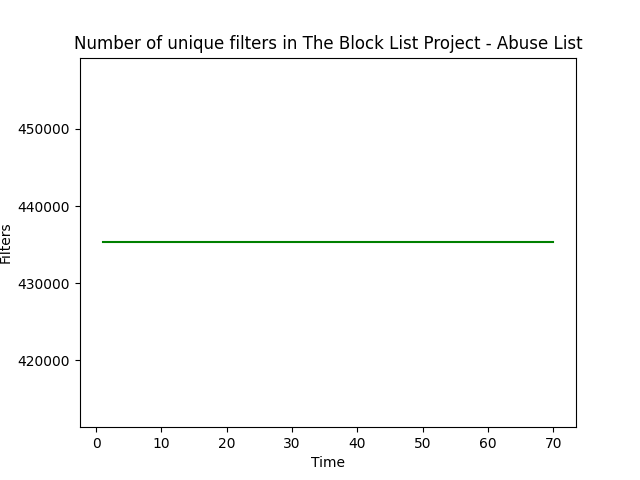 Number of unique filters in The Block List Project - Abuse List
450000
440000
430000
420000
Filters
0 10 20 30 40 50 60 70
Time